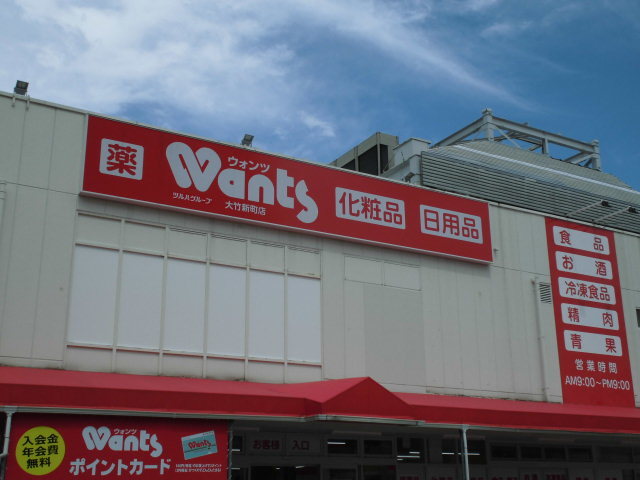 薬
ウォンツ
Wants
ツルハグループ 大竹新町店
化粧品
日用品
食品
お酒
冷凍食品
精肉
青果
営業時間
AM9:00~PM9:00
入会金
年会費
無料
ウォンツ
Wants
ポイントカード
お客様 入口